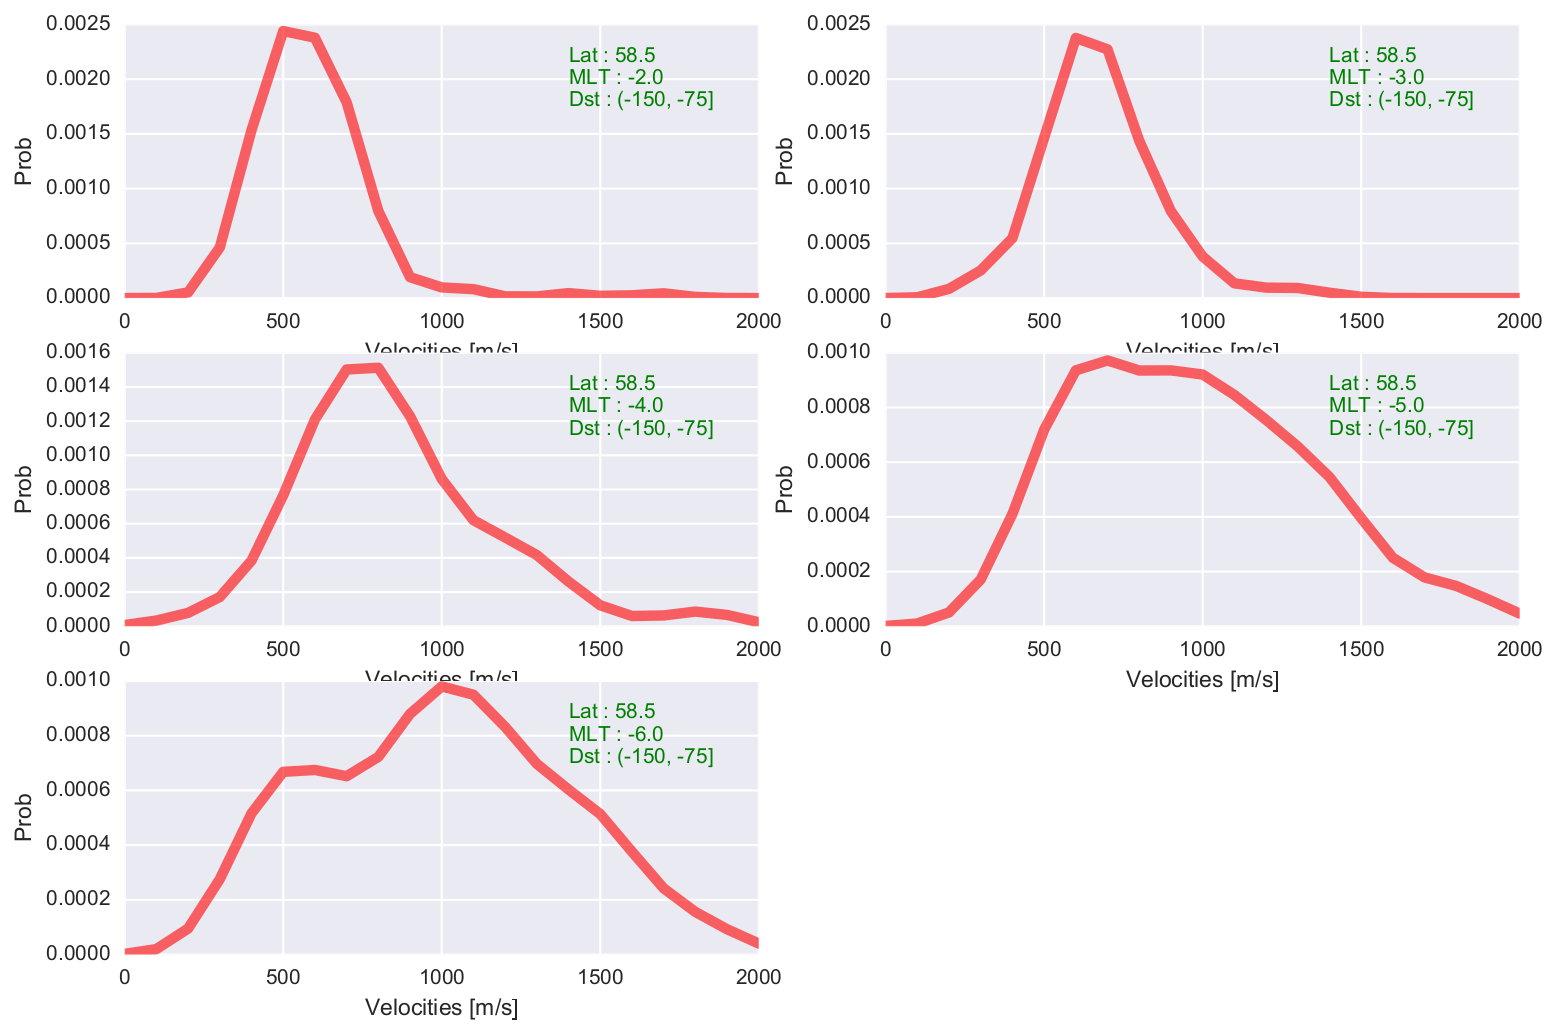 0.0025
0.0020
0.0015
0.0010
0.0005
0.0000
Prob
Lat : 58.5
MLT : -2.0
Dst : (-150, -75]
0 500 1000 1500 2000
Velocities [m/s]
0.0025
0.0020
0.0015
0.0010
0.0005
0.0000
Prob
Lat : 58.5
MLT : -3.0
Dst : (-150, -75]
0 500 1000 1500 2000
Velocities [m/s]
0.0016
0.0014
0.0012
0.0010
0.0008
0.0006
0.0004
0.0002
0.0000
Prob
Lat : 58.5
MLT : -4.0
Dst : (-150, -75]
0 500 1000 1500 2000
Velocities [m/s]
0.0010
0.0008
0.0006
0.0004
0.0002
0.0000
Prob
Lat : 58.5
MLT : -5.0
Dst : (-150, -75]
0 500 1000 1500 2000
Velocities [m/s]
0.0010
0.0008
0.0006
0.0004
0.0002
0.0000
Prob
Lat : 58.5
MLT : -6.0
Dst : (-150, -75]
0 500 1000 1500 2000
Velocities [m/s]